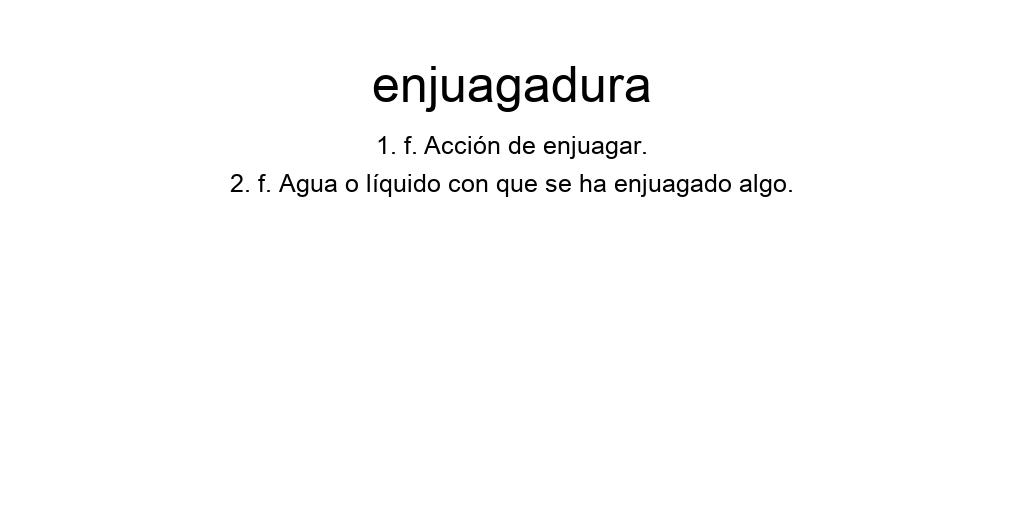 enjuagadura
1. f. Acción de enjuagar.
2. f. Agua o líquido con que se ha enjuagado algo.